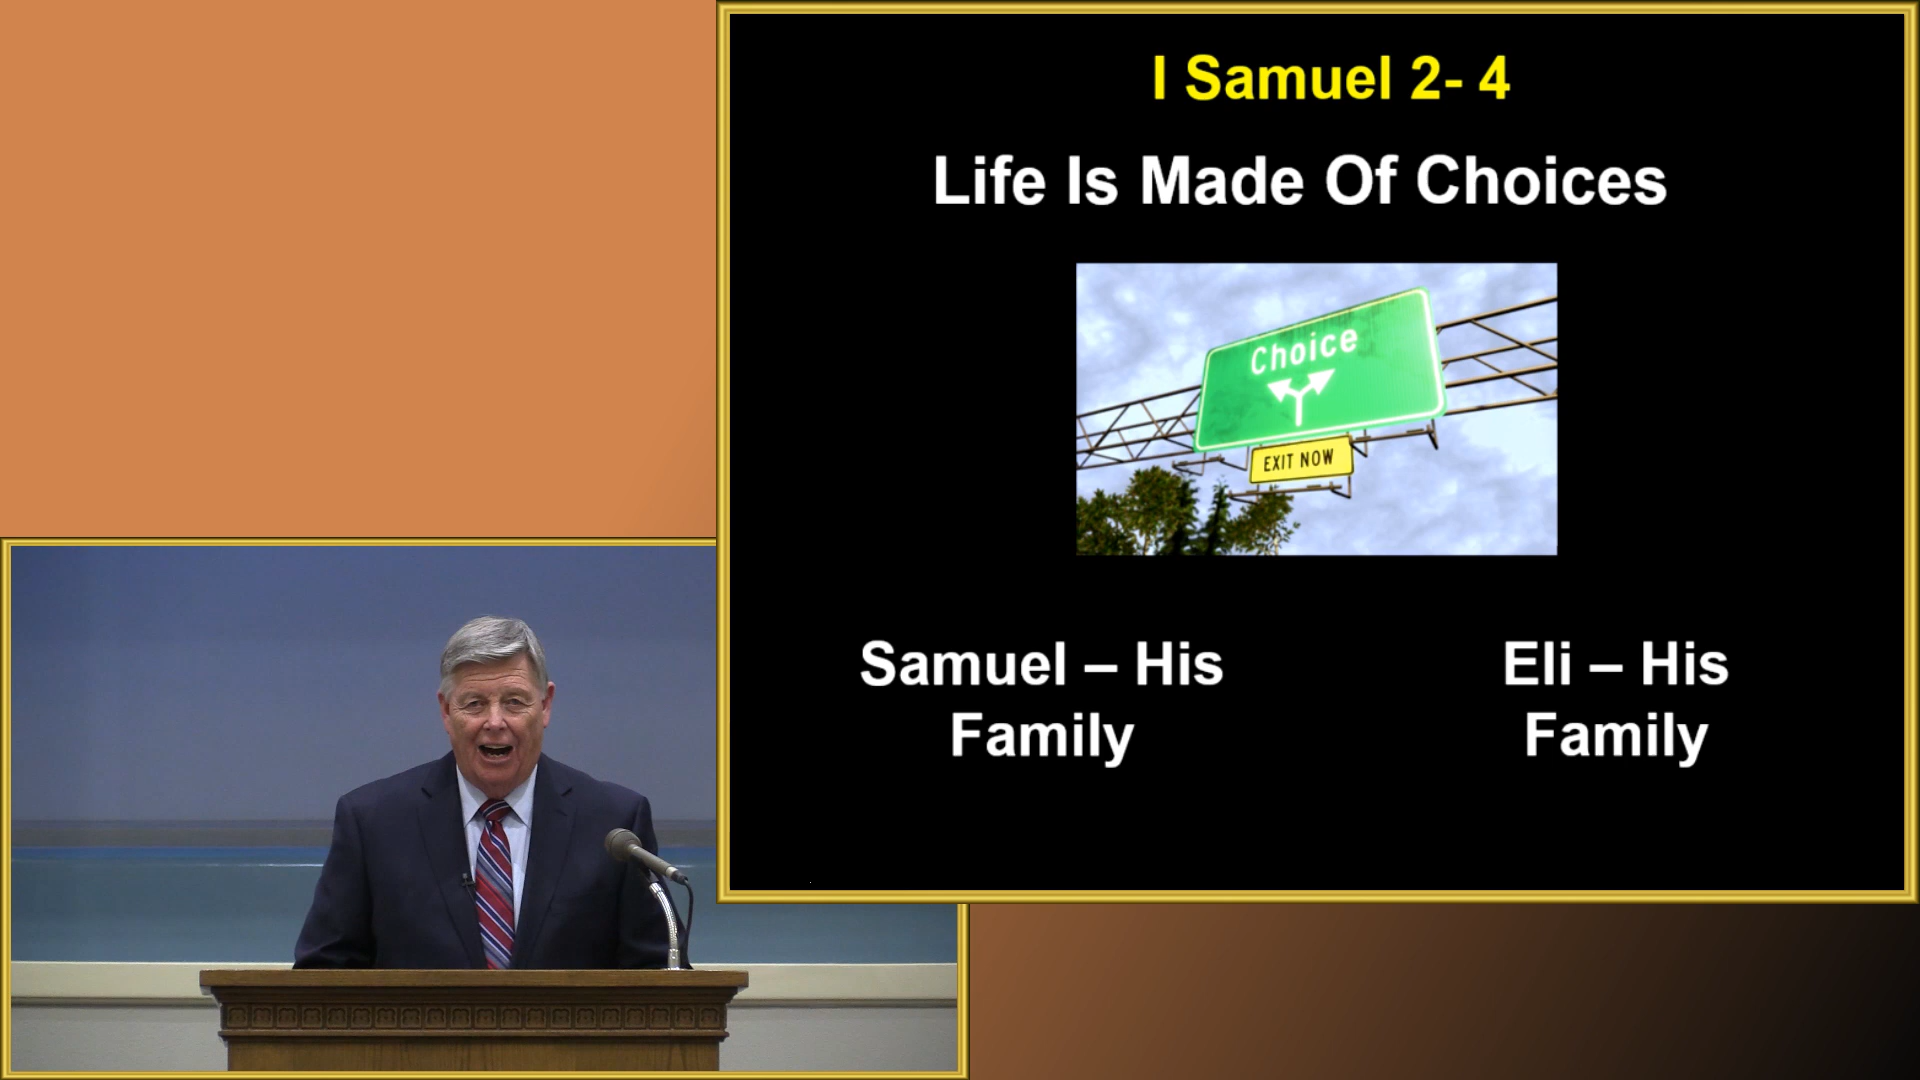 I Samuel 2- 4
Life Is Made Of Choices
Choice
EXIT NOW
Samuel – His
Family
Eli – His
Family